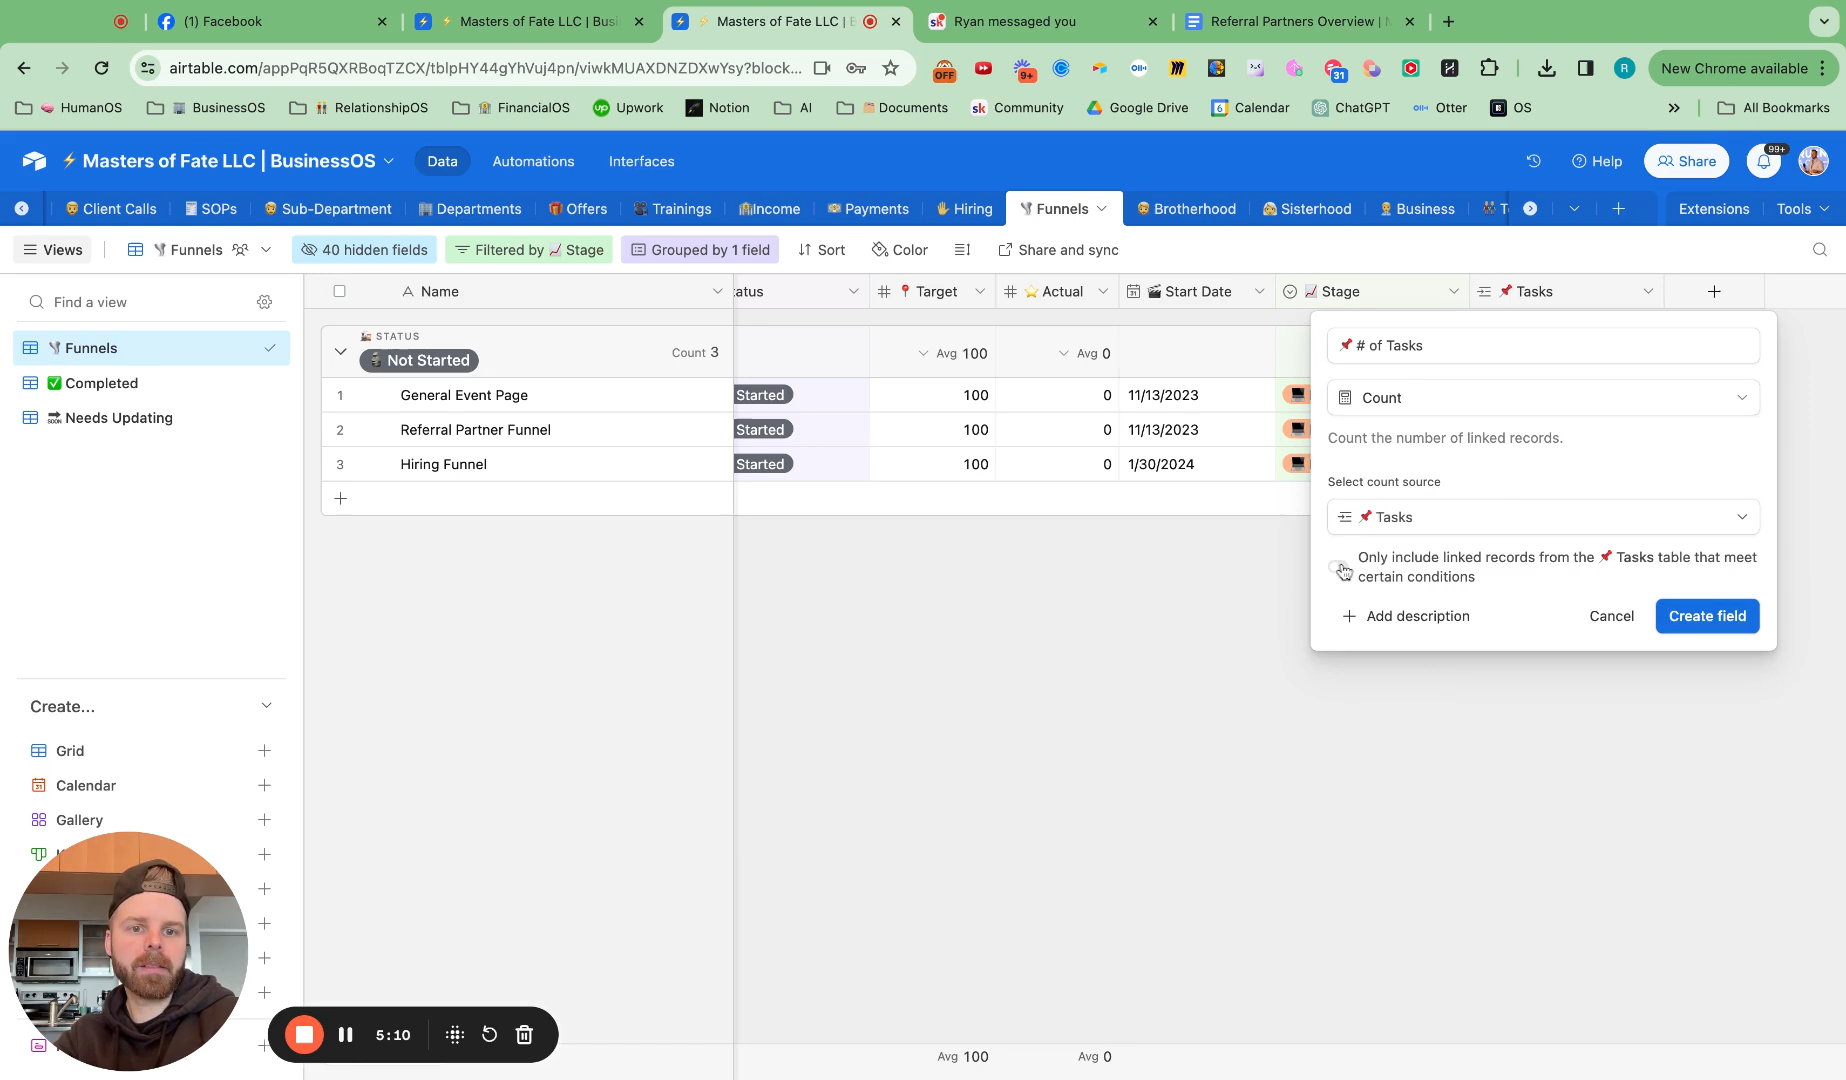 (1) Facebook
Masters of Fate LLC | Busi
Masters of Fate LLC | B
Ryan messaged you
Referral Partners Overview |
airtable.com/appPqR5QXRBoqTZCX/tblpHY44gYhVuj4pn/viwkMUAXDNZDXwYsy?block...
OFF
9+
31
R
New Chrome available
HumanOS
BusinessOS
RelationshipOS
FinancialOS
Upwork
Notion
AI
Documents
Community
Google Drive
Calendar
ChatGPT
Otter
OS
All Bookmarks
Masters of Fate LLC | BusinessOS
Data
Automations
Interfaces
Help
Share
99+
Client Calls
SOPs
Sub-Department
Departments
Offers
Trainings
Income
Payments
Hiring
Funnels
Brotherhood
Sisterhood
Business
Extensions
Tools
Views
Funnels
40 hidden fields
Filtered by Stage
Grouped by 1 field
Sort
Color
Share and sync
Find a view
Funnels
Completed
Needs Updating
Name
tatus
Target
Actual
Start Date
Stage
Tasks
STATUS
Not Started
Count 3
Avg 100
Avg 0
1 General Event Page Started 100 0 11/13/2023
2 Referral Partner Funnel Started 100 0 11/13/2023
3 Hiring Funnel Started 100 0 1/30/2024
# of Tasks
Count
Count the number of linked records.
Select count source
Tasks
Only include linked records from the Tasks table that meet
certain conditions
Add description
Cancel
Create field
Create...
Grid
Calendar
Gallery
5:10
Avg 100
Avg 0